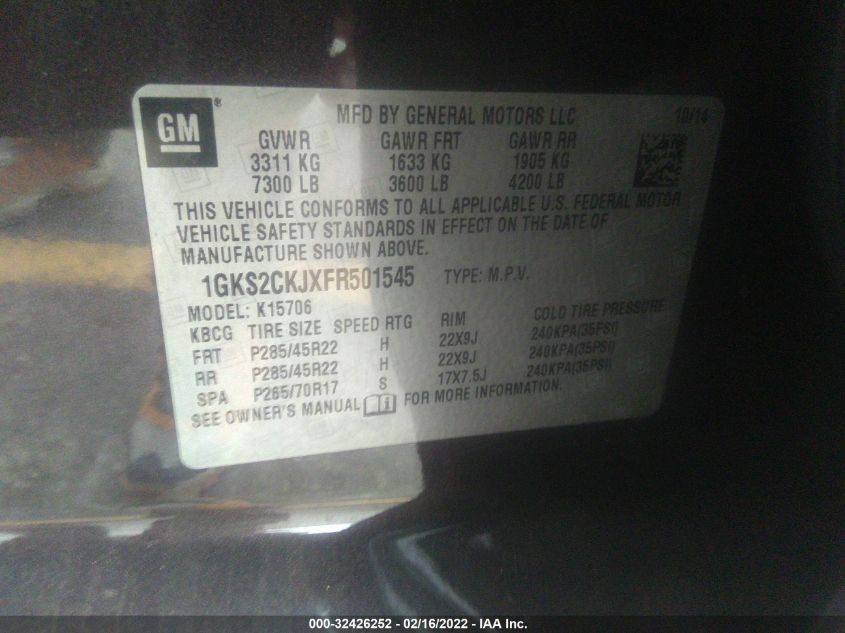 GM®
MFD BY GENERAL MOTORS LLC 10/14
GVWR GAWR FRT GAWR RR
3311 KG 1633 KG 1905 KG
7300 LB 3600 LB 4200 LB
THIS VEHICLE CONFORMS TO ALL APPLICABLE U.S. FEDERAL MOTOR
VEHICLE SAFETY STANDARDS IN EFFECT ON THE DATE OF
MANUFACTURE SHOWN ABOVE.
1GKS2CKJXFR501545 TYPE: M.P.V.
MODEL: K15706
KBCG TIRE SIZE SPEED RTG RIM COLD TIRE PRESSURE
FRT P285/45R22 H 22X9J 240KPA(35PSI)
RR P285/45R22 H 22X9J 240KPA(35PSI)
SPA P265/70R17 S 17X7.5J 240KPA(35PSI)
SEE OWNER'S MANUAL FOR MORE INFORMATION.
000-32426252 - 02/16/2022 - IAA Inc.